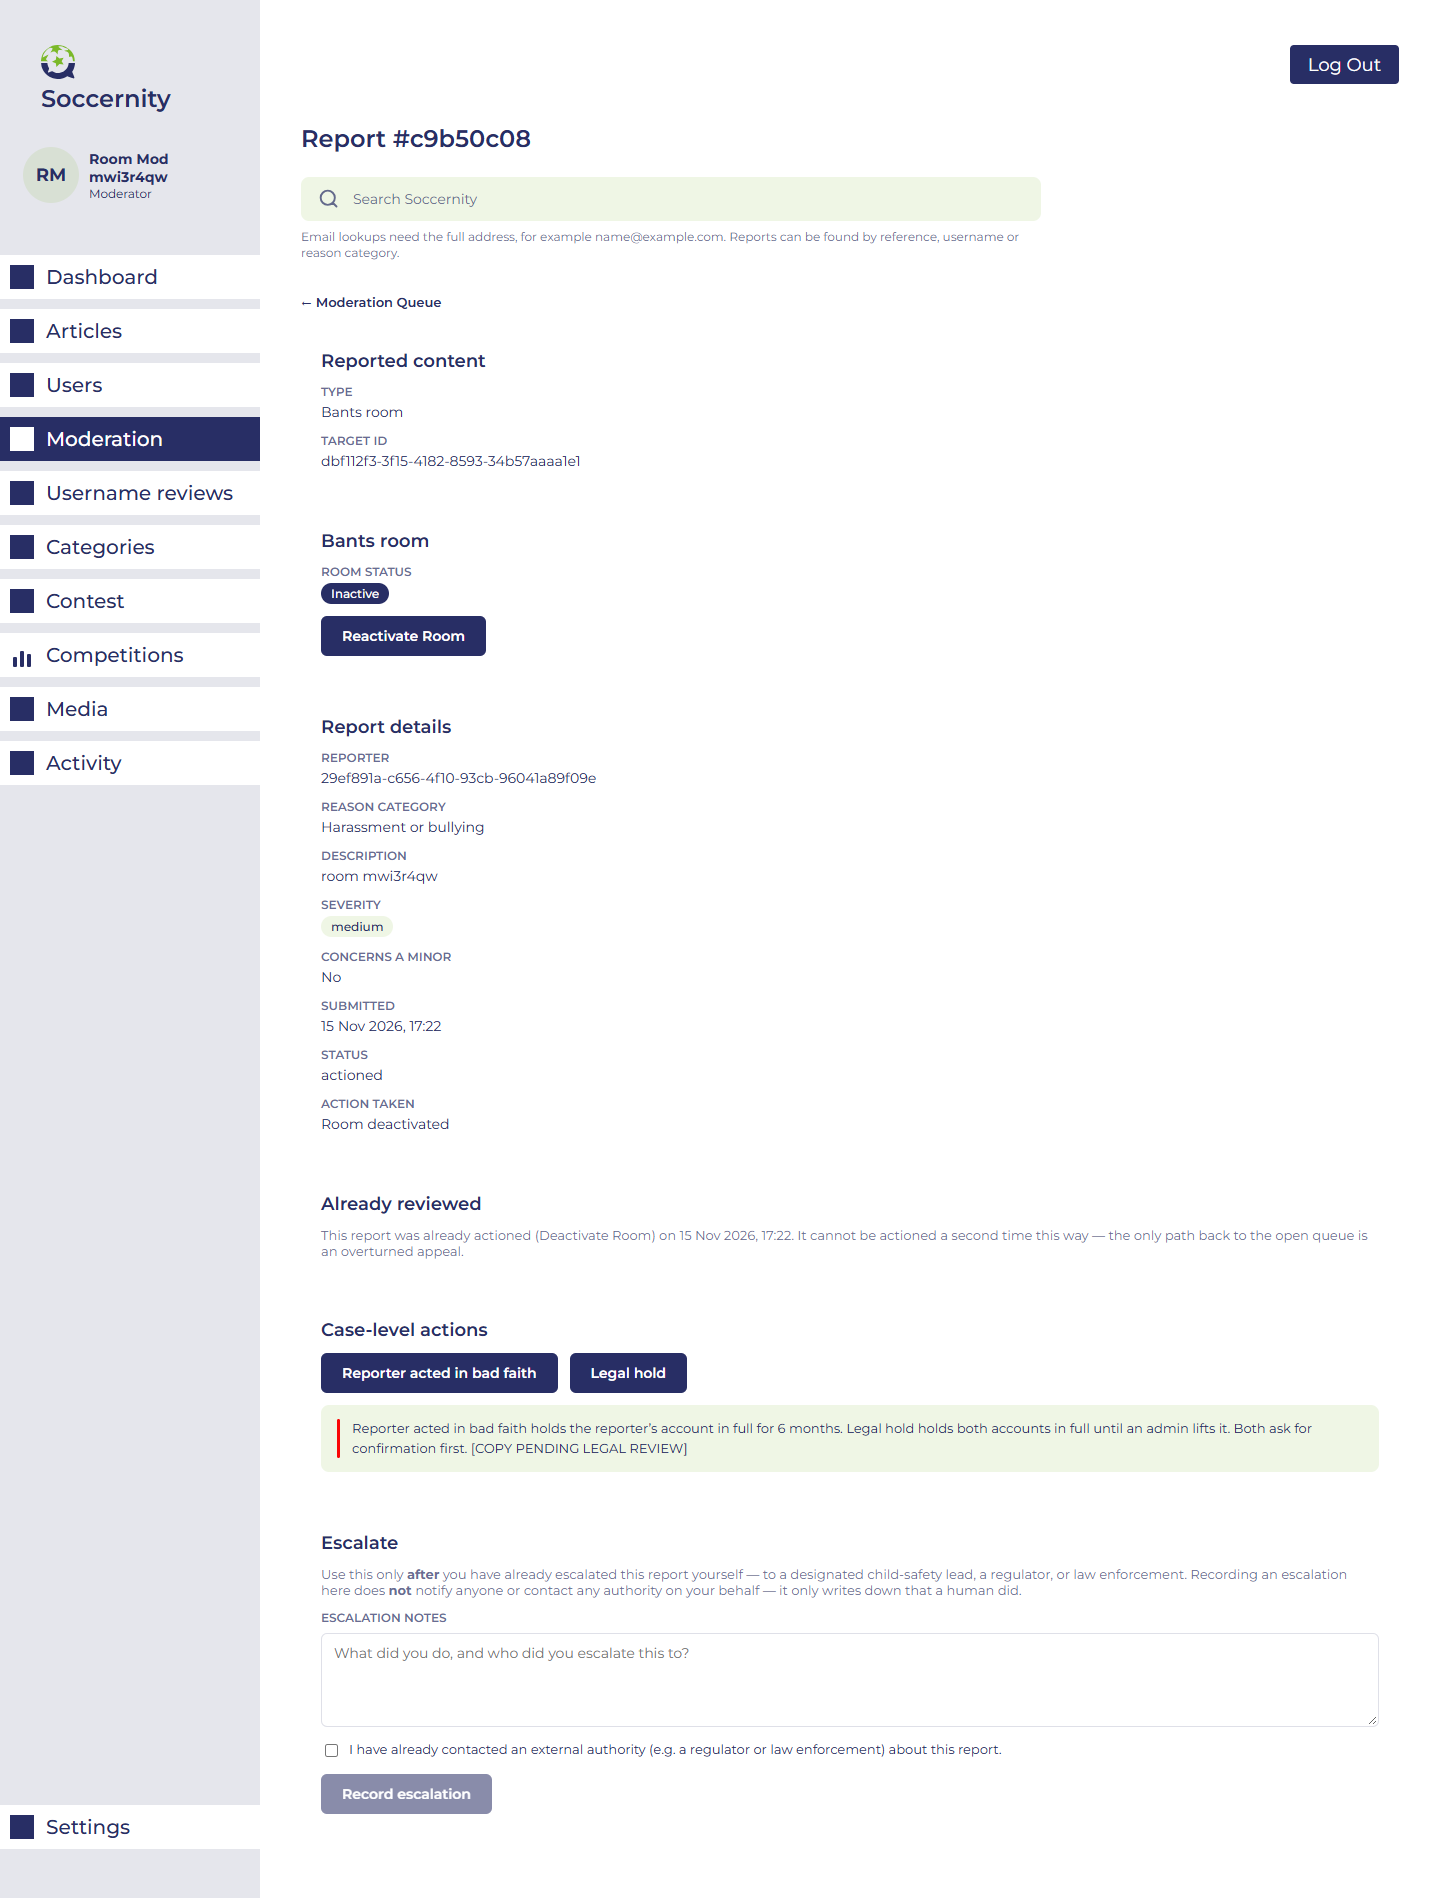 Soccernity
RM
Room Mod
mwi3r4qw
Moderator
Dashboard
Articles
Users
Moderation
Username reviews
Categories
Contest
Competitions
Media
Activity
Settings
Log Out
Report #c9b50c08
Search Soccernity
Email lookups need the full address, for example name@example.com. Reports can be found by reference, username or
reason category.
← Moderation Queue
Reported content
TYPE
Bants room
TARGET ID
dbf112f3-3f15-4182-8593-34b57aaaa1e1
Bants room
ROOM STATUS
Inactive
Reactivate Room
Report details
REPORTER
29ef891a-c656-4f10-93cb-96041a89f09e
REASON CATEGORY
Harassment or bullying
DESCRIPTION
room mwi3r4qw
SEVERITY
medium
CONCERNS A MINOR
No
SUBMITTED
15 Nov 2026, 17:22
STATUS
actioned
ACTION TAKEN
Room deactivated
Already reviewed
This report was already actioned (Deactivate Room) on 15 Nov 2026, 17:22. It cannot be actioned a second time this way — the only path back to the open queue is
an overturned appeal.
Case-level actions
Reporter acted in bad faith
Legal hold
Reporter acted in bad faith holds the reporter’s account in full for 6 months. Legal hold holds both accounts in full until an admin lifts it. Both ask for
confirmation first. [COPY PENDING LEGAL REVIEW]
Escalate
Use this only after you have already escalated this report yourself — to a designated child-safety lead, a regulator, or law enforcement. Recording an escalation
here does not notify anyone or contact any authority on your behalf — it only writes down that a human did.
ESCALATION NOTES
What did you do, and who did you escalate this to?
I have already contacted an external authority (e.g. a regulator or law enforcement) about this report.
Record escalation